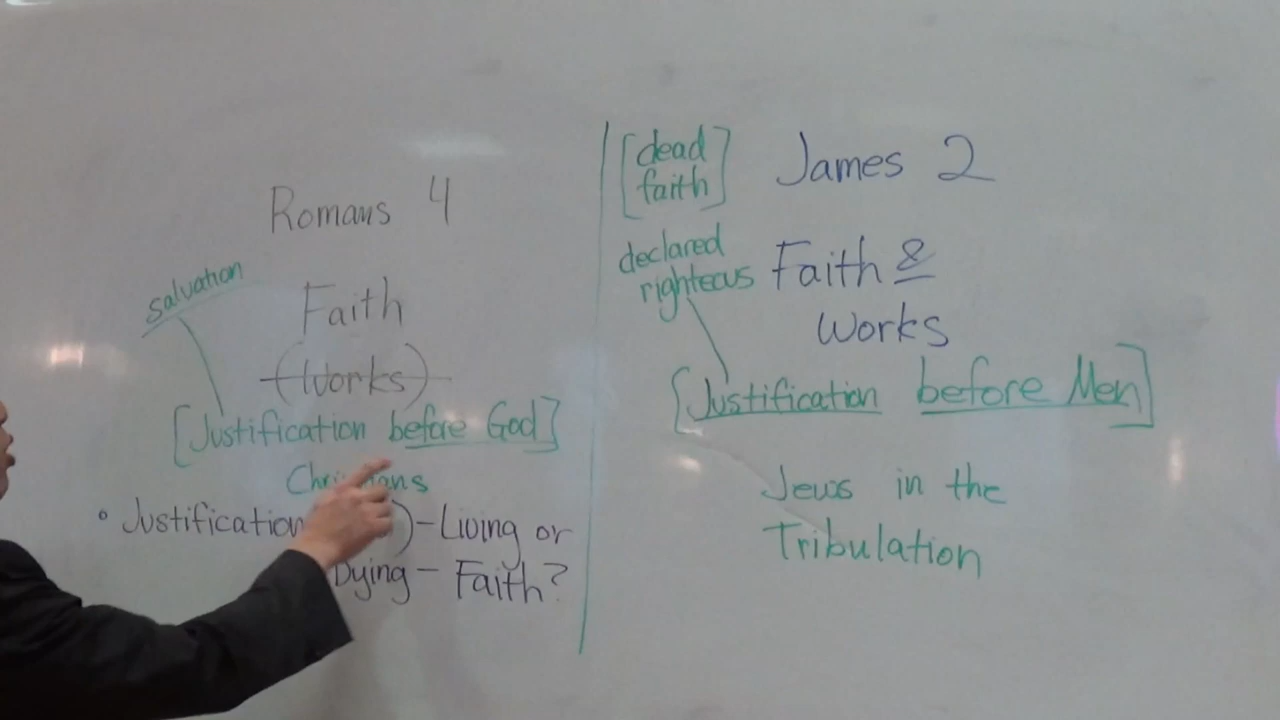 Romans 4
salvation
Faith
(Works)
[Justification before God]
Christians
• Justification )-Living or
Dying - Faith?
[dead
faith]
James 2
declared
righteous
Faith &
Works
[Justification before Men]
Jews in the
Tribulation